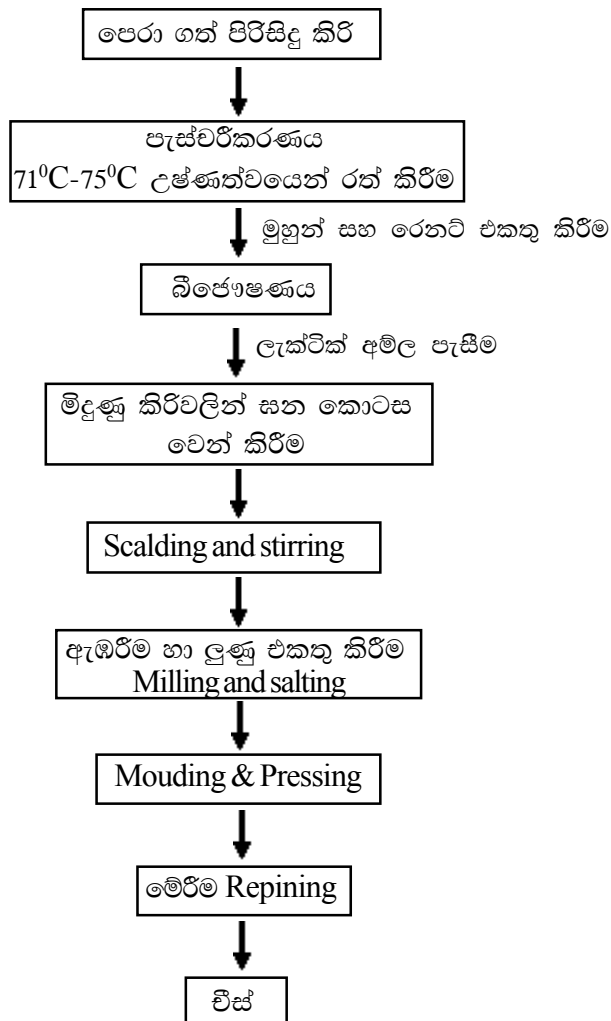 පෙරා ගත් පිරිසිදු කිරි
පැස්චරීකරණය
71⁰C-75⁰C උෂ්ණත්වයෙන් රත් කිරීම
මුහුන් සහ රෙනට් එකතු කිරීම
බීජෞෂණය
ලැක්ටික් අම්ල පැසීම
මිදුණු කිරිවලින් ඝන කොටස
වෙන් කිරීම
Scalding and stirring
ඇඹරීම හා ලුණු එකතු කිරීම
Milling and salting
Mouding & Pressing
මේරීම Repining
චීස්